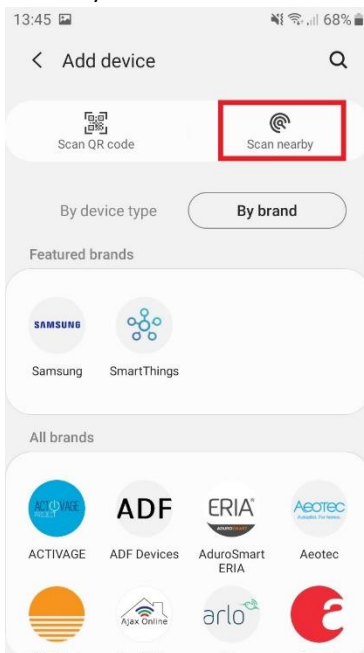 13:45 68%
Add device
Scan QR code Scan nearby
By device type By brand
Featured brands
SAMSUNG
Samsung SmartThings
All brands
ADF ERIA AEOTEC
ADUROSMART
ACTIVAGE ADF Devices AduroSmart Aeotec
ERIA
Ajax Online arlo